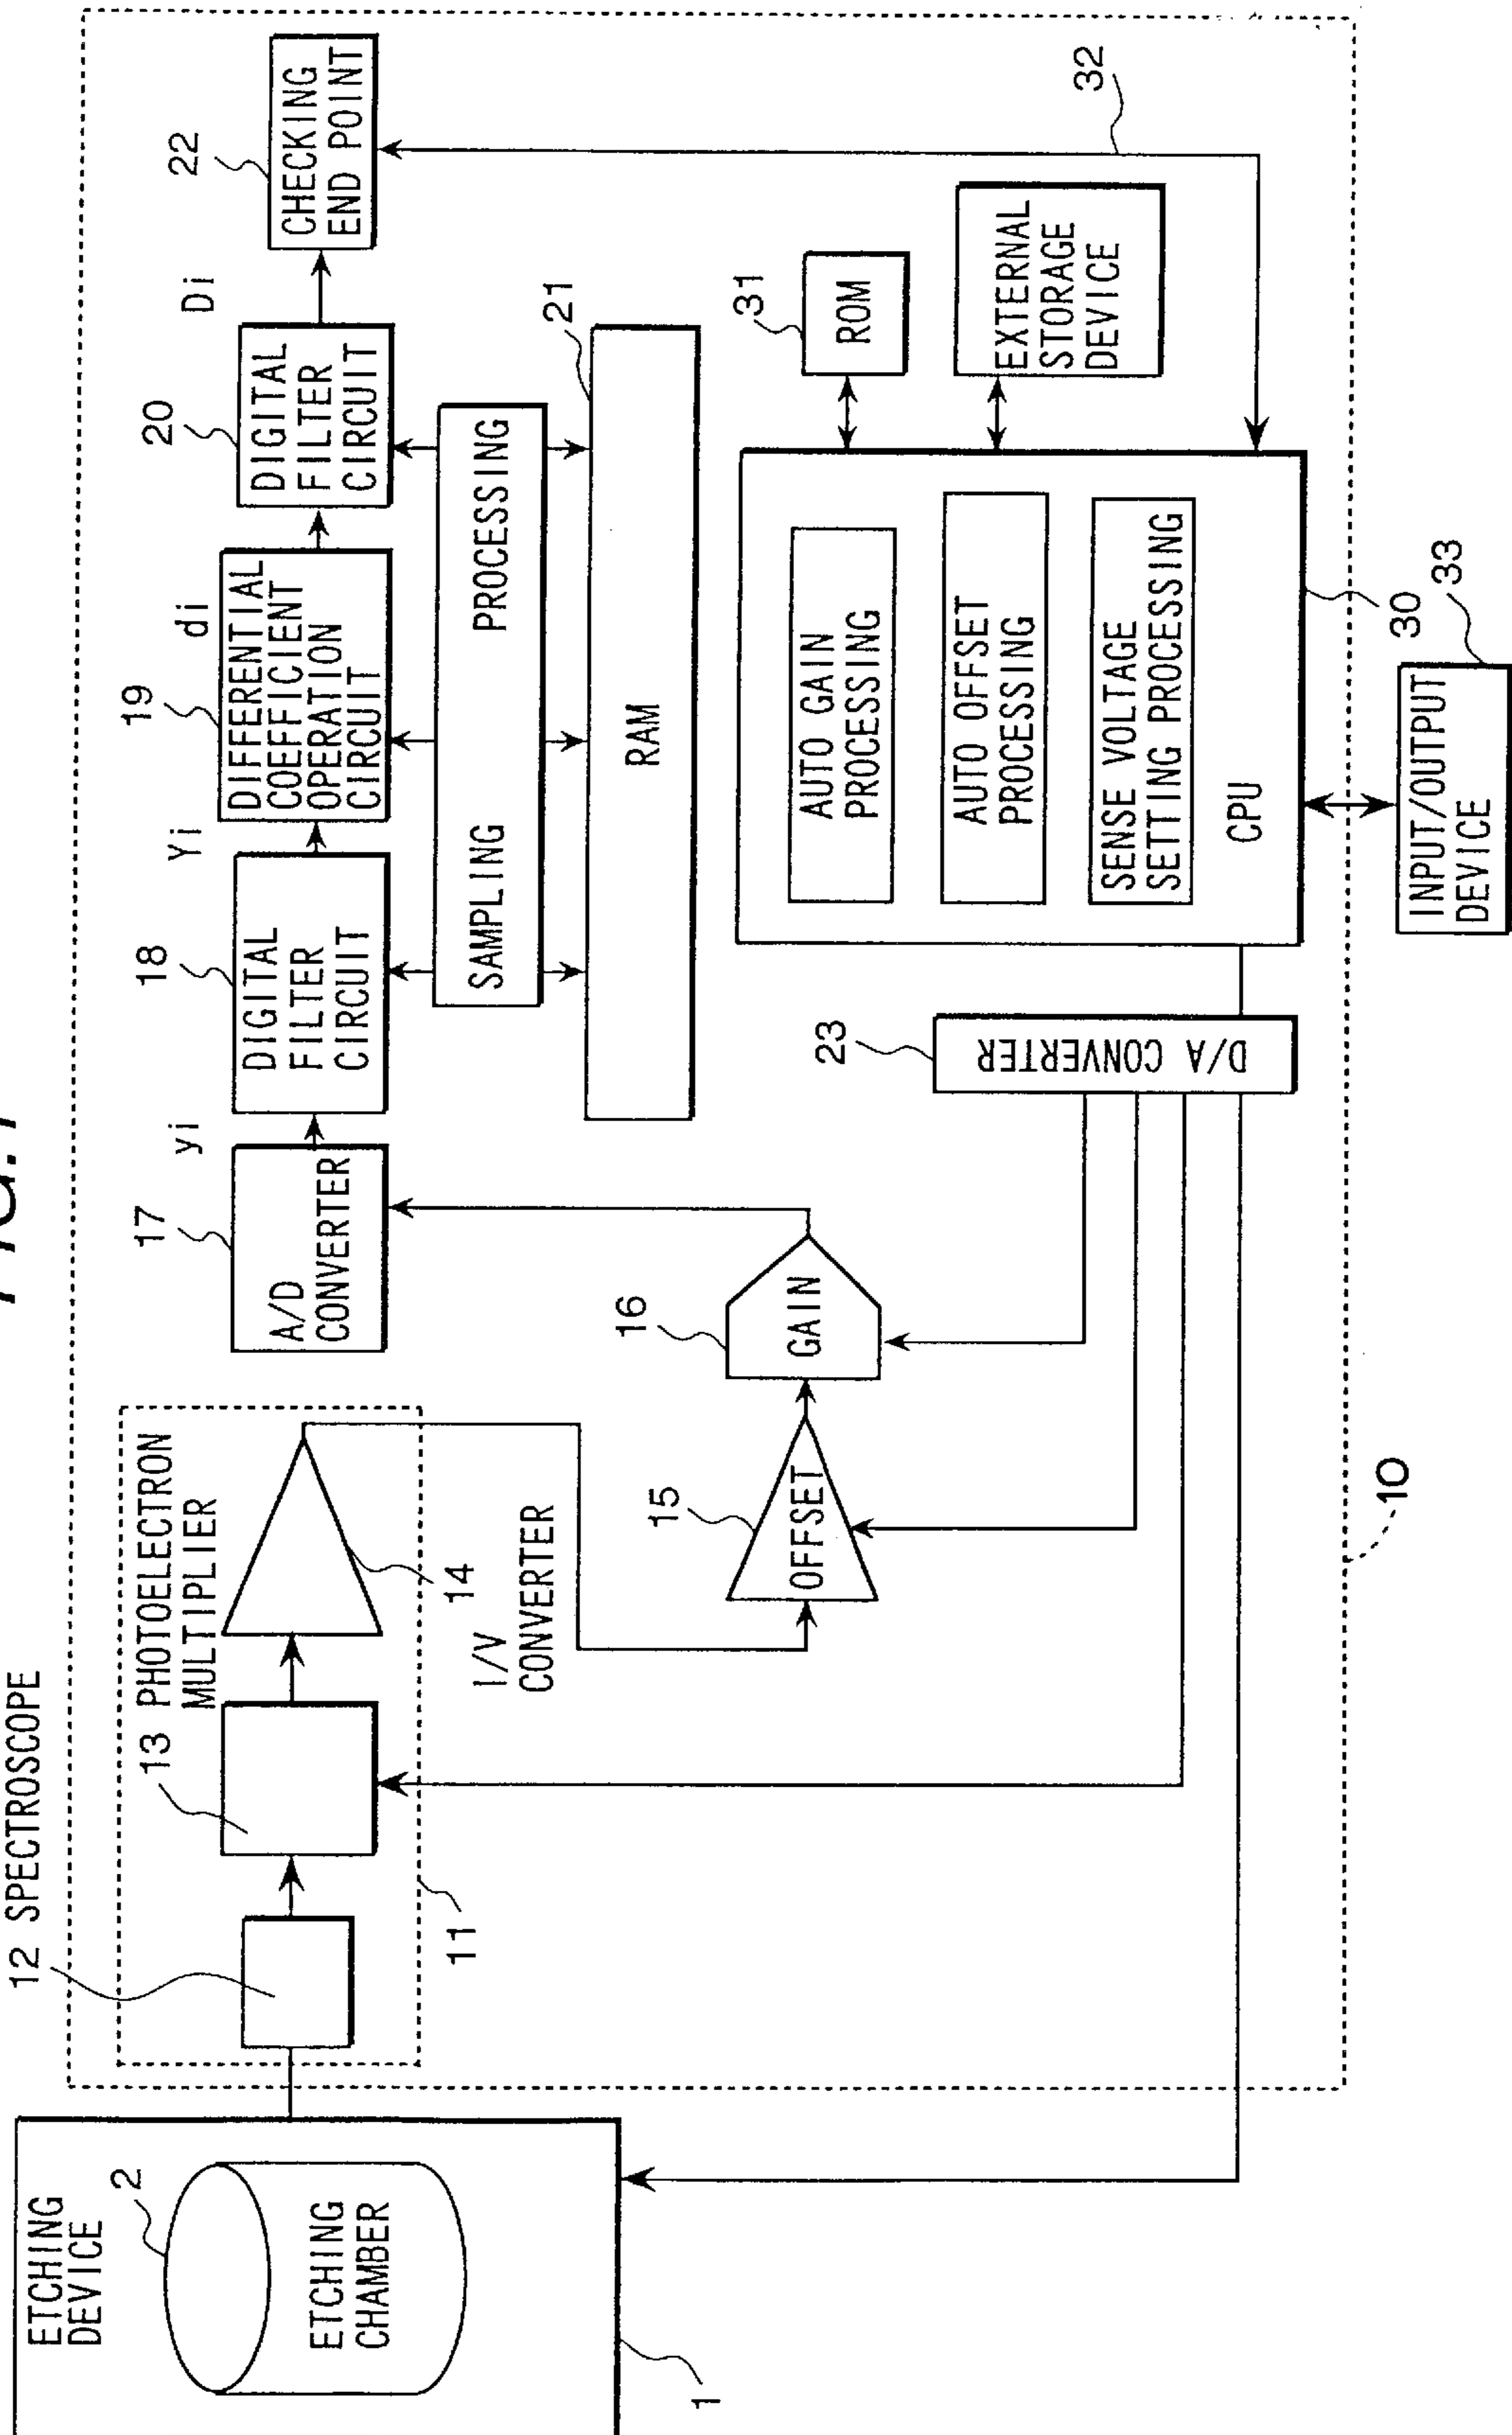 FIG.1
ETCHING
DEVICE
2
ETCHING
CHAMBER
1
12 SPECTROSCOPE
11
13 PHOTOELECTRON
MULTIPLIER
14
I/V
CONVERTER
15
OFFSET
16
GAIN
17
A/D
CONVERTER
yi
18
DIGITAL
FILTER
CIRCUIT
Yi
19
DIFFERENTIAL
COEFFICIENT
OPERATION
CIRCUIT
di
20
DIGITAL
FILTER
CIRCUIT
Di
22
CHECKING
END POINT
SAMPLING PROCESSING
21
RAM
23
D/A CONVERTER
AUTO GAIN
PROCESSING
AUTO OFFSET
PROCESSING
SENSE VOLTAGE
SETTING PROCESSING
CPU
30
31
ROM
EXTERNAL
STORAGE
DEVICE
32
INPUT/OUTPUT
DEVICE
33
10